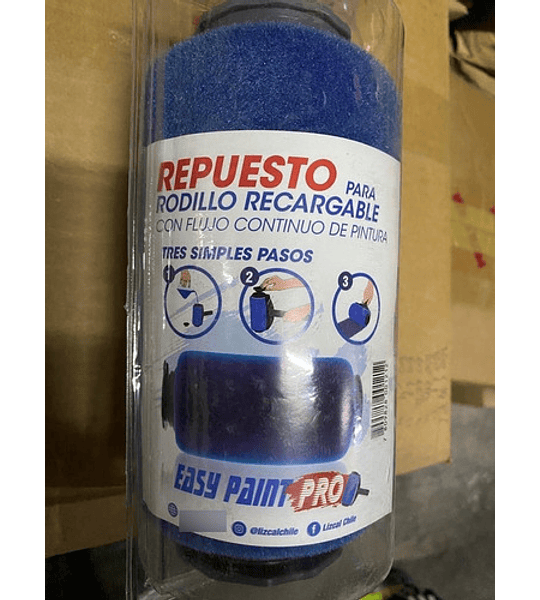 REPUESTO PARA
RODILLO RECARGABLE
CON FLUJO CONTINUO DE PINTURA
TRES SIMPLES PASOS
1 2 3
EASY PAINT PRO
@lizcalchile Lizcal Chile